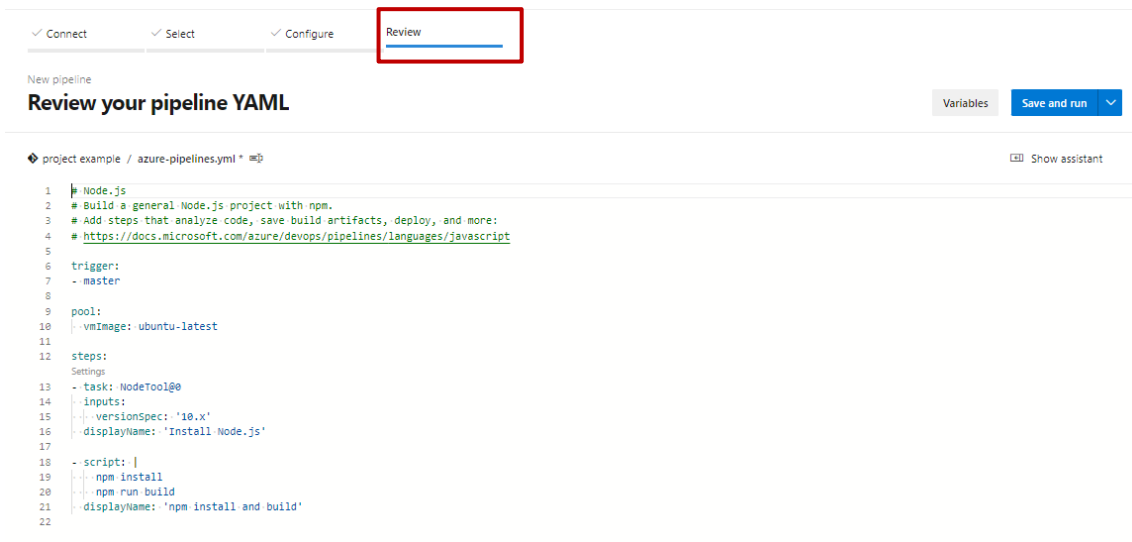 Connect Select Configure Review
New pipeline
Review your pipeline YAML
Variables Save and run
project example / azure-pipelines.yml *
Show assistant
1 # Node.js
2 # Build a general Node.js project with npm.
3 # Add steps that analyze code, save build artifacts, deploy, and more:
4 # https://docs.microsoft.com/azure/devops/pipelines/languages/javascript
5
6 trigger:
7 - master
8
9 pool:
10   vmImage: ubuntu-latest
11
12 steps:
Settings
13 - task: NodeTool@0
14   inputs:
15     versionSpec: '10.x'
16   displayName: 'Install Node.js'
17
18 - script: |
19     npm install
20     npm run build
21   displayName: 'npm install and build'
22